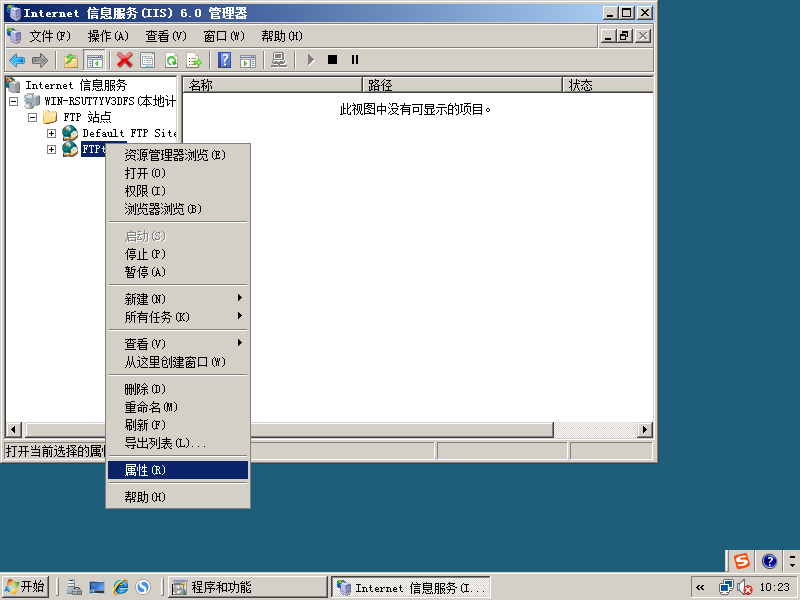 Internet 信息服务(IIS) 6.0 管理器
文件(F) 操作(A) 查看(V) 窗口(W) 帮助(H)
Internet 信息服务
WIN-RSUT7YV3DFS(本地计
FTP 站点
Default FTP Site
名称 路径 状态
此视图中没有可显示的项目。
资源管理器浏览(E)
打开(O)
权限(I)
浏览器浏览(B)
启动(S)
停止(P)
暂停(A)
新建(N)
所有任务(K)
查看(V)
从这里创建窗口(W)
删除(D)
重命名(M)
刷新(F)
导出列表(L)...
属性(R)
帮助(H)
打开当前选择的属
开始 程序和功能 Internet 信息服务(I... 10:23